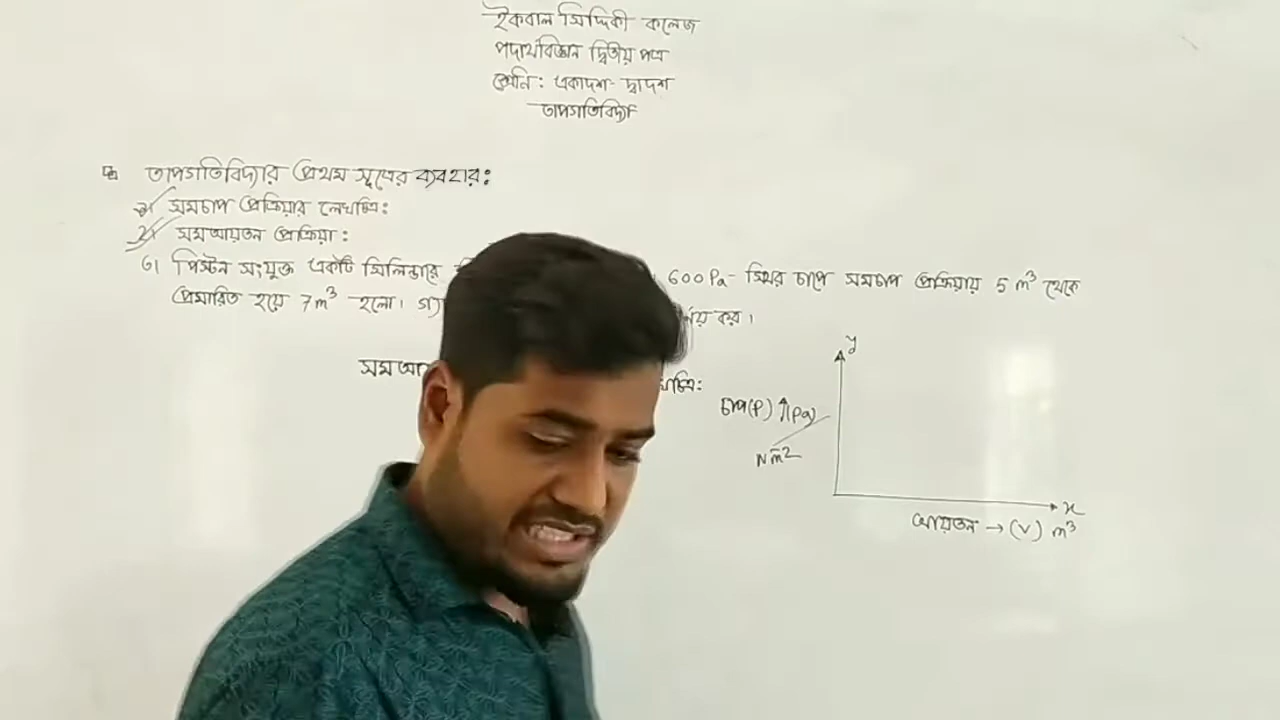 ইকবাল সিদ্দিকী কলেজ
পদার্থবিজ্ঞান দ্বিতীয় পত্র
শ্রেনি: একাদশ-দ্বাদশ
তাপগতিবিদ্যা
তাপগতিবিদ্যার প্রথম সূত্রের ব্যবহার:
১। সমচাপ প্রক্রিয়ার লেখচিত্র:
২। সমআয়তন প্রক্রিয়া:
৩। পিস্টন সংযুক্ত একটি সিলিন্ডারে 600 Pa- স্থির চাপে সমচাপ প্রক্রিয়ায় 5 m³ থেকে
প্রসারিত হয়ে 7 m³ হলো। কর।
y
চাপ(P) ↑(Pa)
Nm⁻²
x
আয়তন → (V) m³